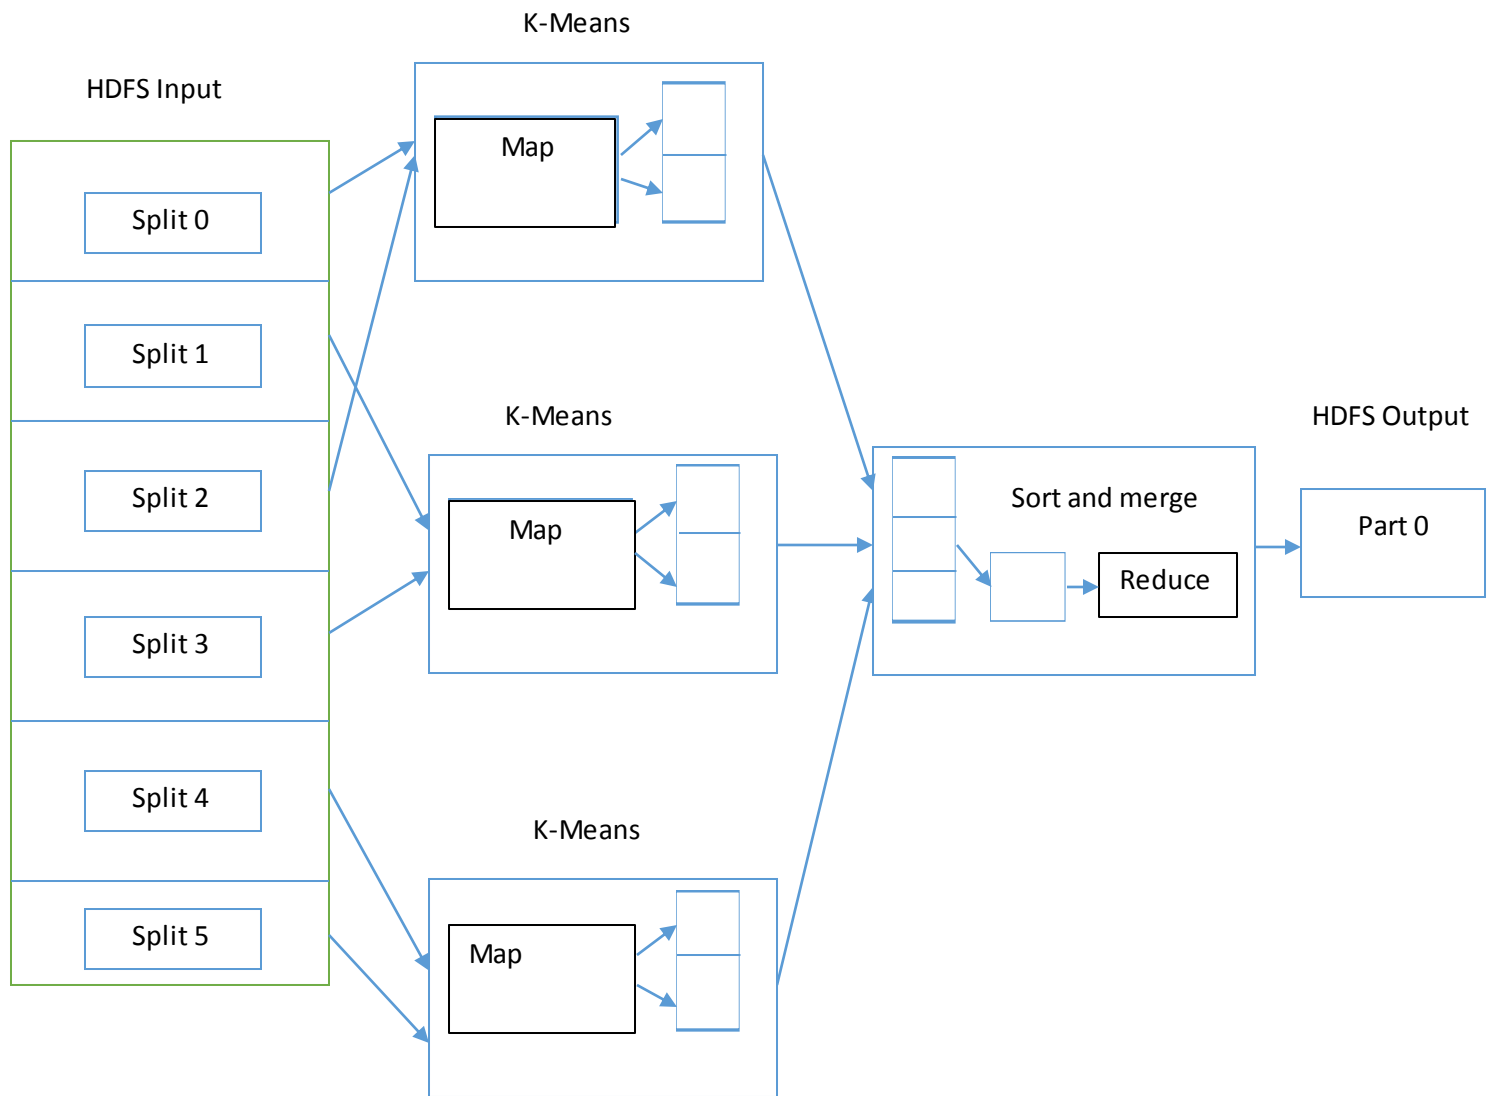 HDFS Input
Split 0
Split 1
Split 2
Split 3
Split 4
Split 5
K-Means
Map
K-Means
Map
K-Means
Map
Sort and merge
Reduce
HDFS Output
Part 0